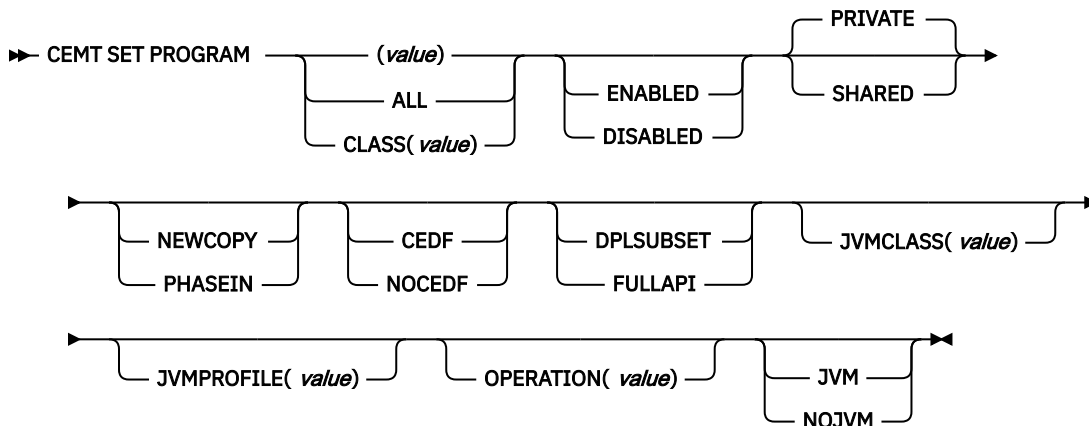 PRIVATE
CEMT SET PROGRAM (value)
ALL
CLASS( value)
ENABLED
DISABLED
SHARED
NEWCOPY
PHASEIN
CEDF
NOCEDF
DPLSUBSET
FULLAPI
JVMCLASS( value)
JVMPROFILE( value)
OPERATION( value)
JVM
NOJVM